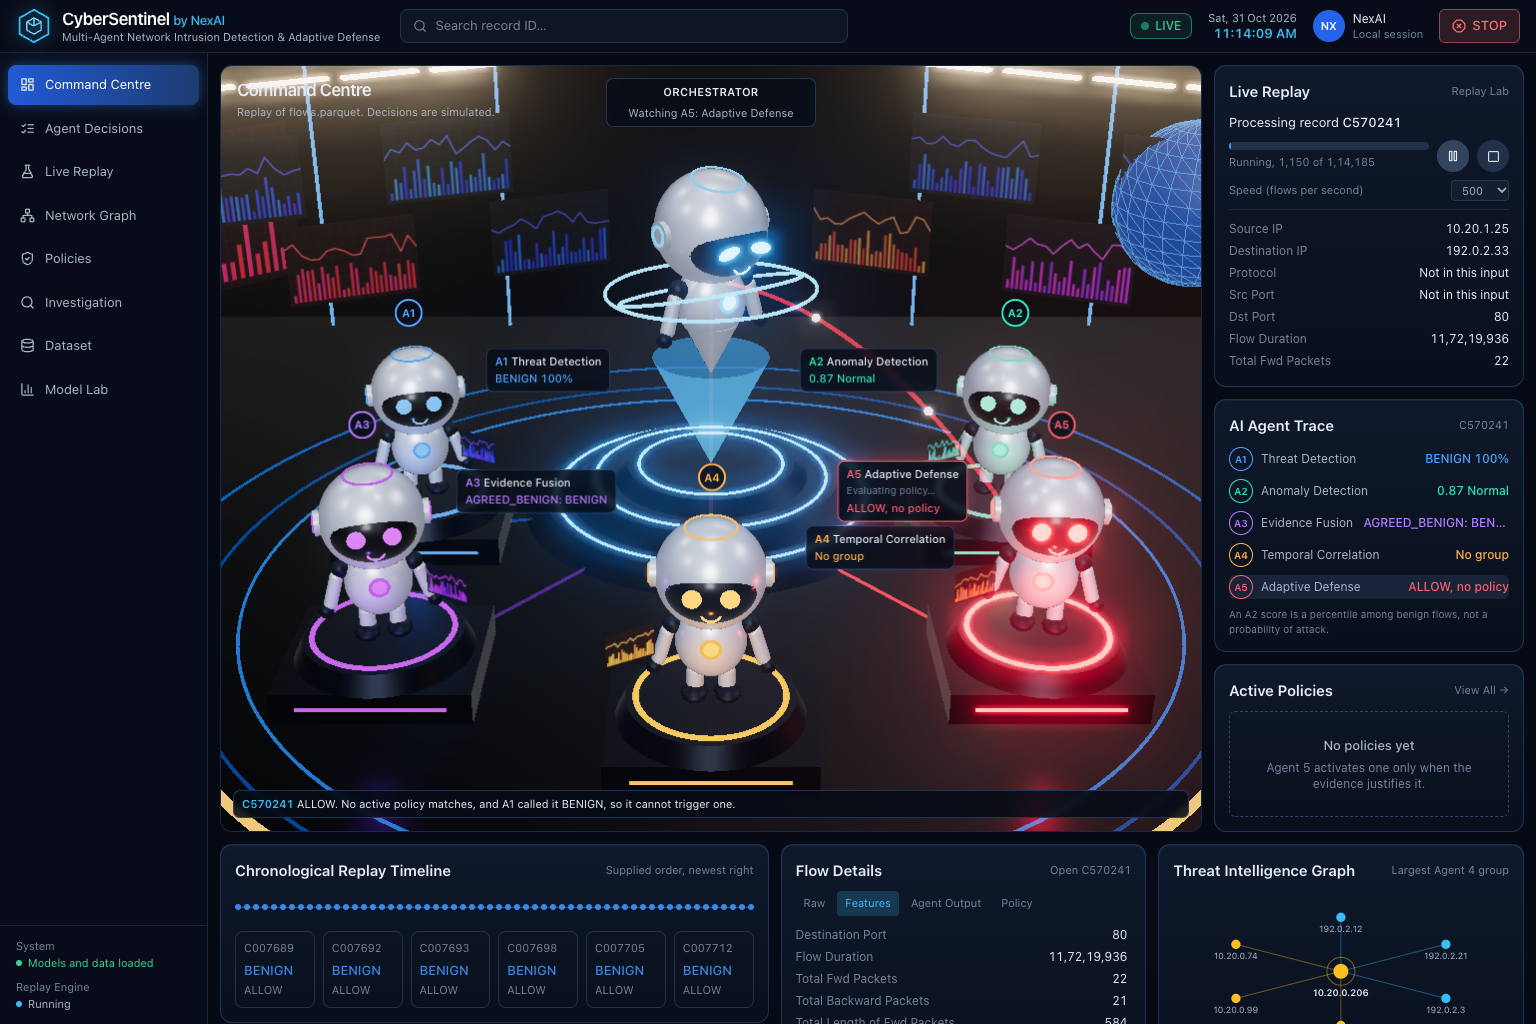 CyberSentinel by NexAI
Multi-Agent Network Intrusion Detection & Adaptive Defense
Search record ID...
LIVE
Sat, 31 Oct 2026
11:14:09 AM
NX
NexAI
Local session
STOP
Command Centre
Agent Decisions
Live Replay
Network Graph
Policies
Investigation
Dataset
Model Lab
System
Models and data loaded
Replay Engine
Running
Command Centre
Replay of flows.parquet. Decisions are simulated.
ORCHESTRATOR
Watching A5: Adaptive Defense
A1
A2
A1 Threat Detection
BENIGN 100%
A2 Anomaly Detection
0.87 Normal
A3
A5
A3 Evidence Fusion
AGREED_BENIGN: BENIGN
A4
A5 Adaptive Defense
Evaluating policy...
ALLOW, no policy
A4 Temporal Correlation
No group
C570241 ALLOW. No active policy matches, and A1 called it BENIGN, so it cannot trigger one.
Live Replay
Replay Lab
Processing record C570241
Running, 1,150 of 1,14,185
Speed (flows per second)
500
Source IP 10.20.1.25
Destination IP 192.0.2.33
Protocol Not in this input
Src Port Not in this input
Dst Port 80
Flow Duration 11,72,19,936
Total Fwd Packets 22
AI Agent Trace
C570241
A1 Threat Detection BENIGN 100%
A2 Anomaly Detection 0.87 Normal
A3 Evidence Fusion AGREED_BENIGN: BEN...
A4 Temporal Correlation No group
A5 Adaptive Defense ALLOW, no policy
An A2 score is a percentile among benign flows, not a
probability of attack.
Active Policies
View All →
No policies yet
Agent 5 activates one only when the
evidence justifies it.
Chronological Replay Timeline
Supplied order, newest right
C007689
BENIGN
ALLOW
C007692
BENIGN
ALLOW
C007693
BENIGN
ALLOW
C007698
BENIGN
ALLOW
C007705
BENIGN
ALLOW
C007712
BENIGN
ALLOW
Flow Details
Open C570241
Raw
Features
Agent Output
Policy
Destination Port 80
Flow Duration 11,72,19,936
Total Fwd Packets 22
Total Backward Packets 21
Total Length of Fwd Packets 584
Threat Intelligence Graph
Largest Agent 4 group
192.0.2.12
10.20.0.74
192.0.2.21
10.20.0.206
10.20.0.99
192.0.2.3